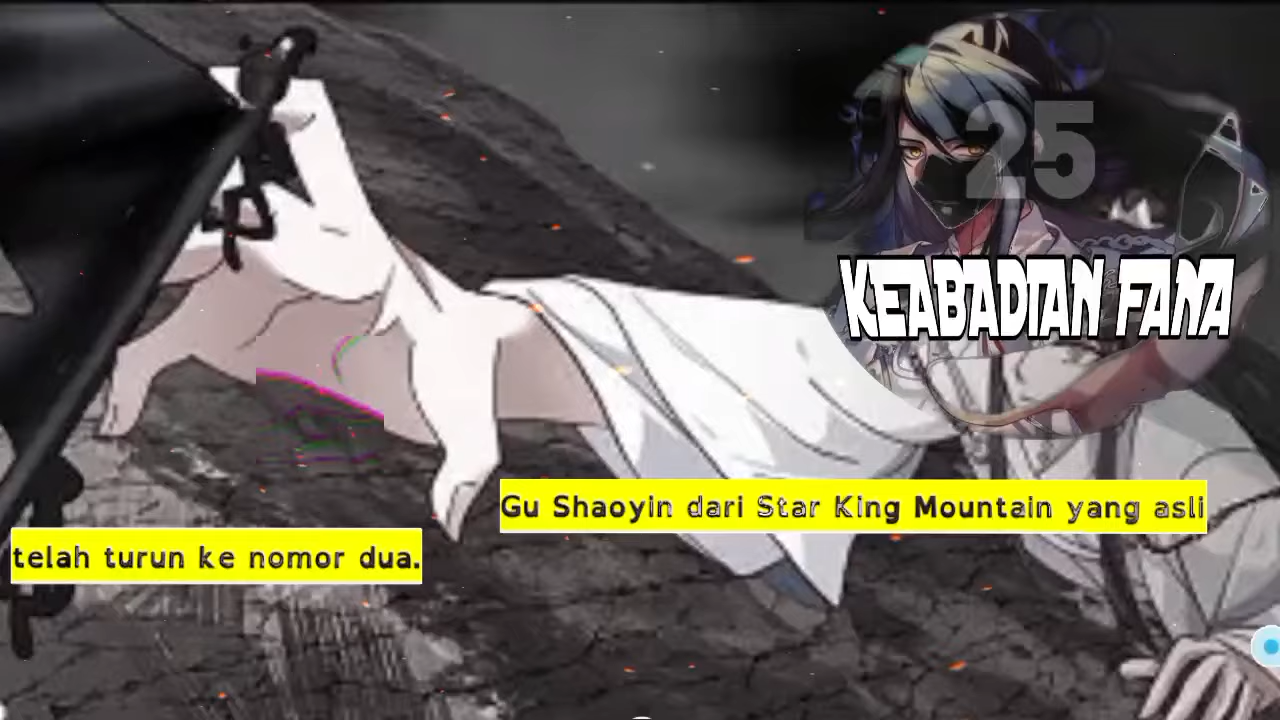 25
KEABADIAN FANA
Gu Shaoyin dari Star King Mountain yang asli
telah turun ke nomor dua.